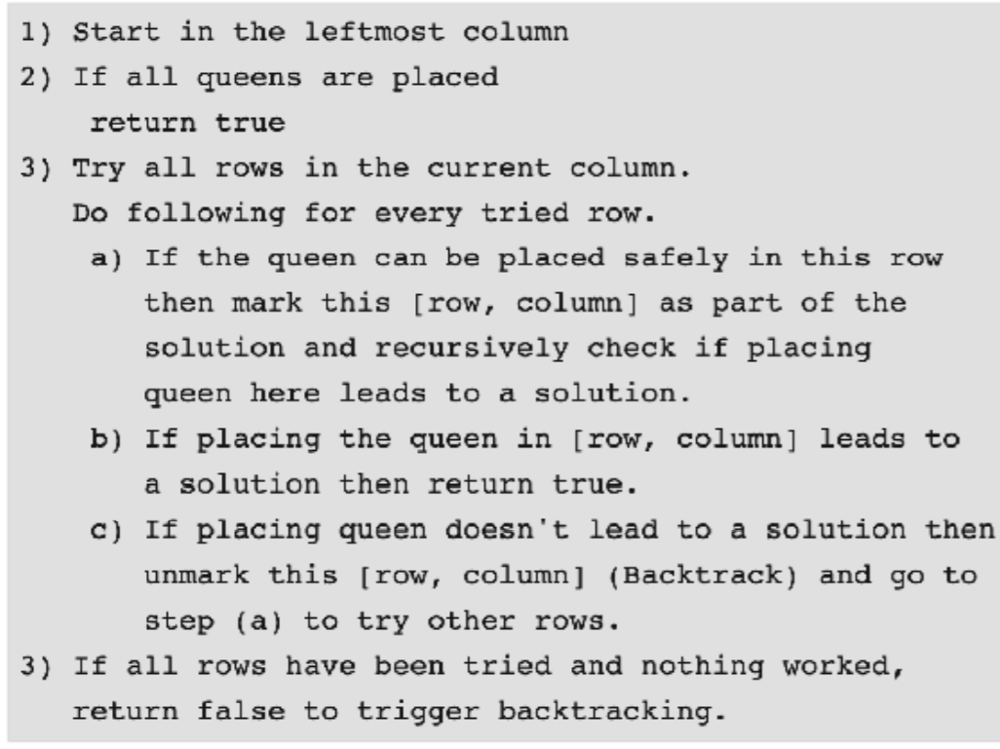 1) Start in the leftmost column
2) If all queens are placed
return true
3) Try all rows in the current column.
Do following for every tried row.
a) If the queen can be placed safely in this row
then mark this [row, column] as part of the
solution and recursively check if placing
queen here leads to a solution.
b) If placing the queen in [row, column] leads to
a solution then return true.
c) If placing queen doesn't lead to a solution then
unmark this [row, column] (Backtrack) and go to
step (a) to try other rows.
3) If all rows have been tried and nothing worked,
return false to trigger backtracking.